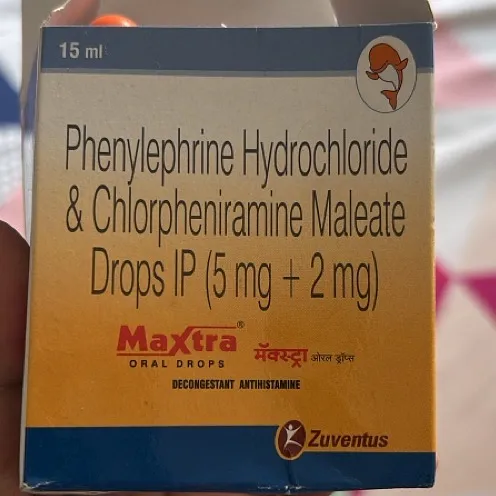 15 ml
Phenylephrine Hydrochloride
& Chlorpheniramine Maleate
Drops IP (5 mg + 2 mg)
Maxtra®
ORAL DROPS
मॅक्स्ट्रा ओरल ड्रॉप्स
DECONGESTANT ANTIHISTAMINE
Zuventus